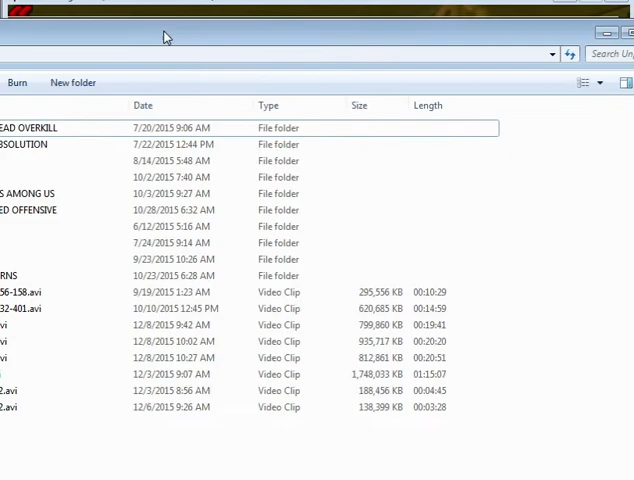 Search Un
Burn New folder
Date Type Size Length
EAD OVERKILL 7/20/2015 9:06 AM File folder
BSOLUTION 7/22/2015 12:44 PM File folder
8/14/2015 5:48 AM File folder
10/2/2015 7:40 AM File folder
S AMONG US 10/3/2015 9:27 AM File folder
ED OFFENSIVE 10/28/2015 6:32 AM File folder
6/12/2015 5:16 AM File folder
7/24/2015 9:14 AM File folder
9/23/2015 10:26 AM File folder
RNS 10/23/2015 6:28 AM File folder
56-158.avi 9/19/2015 1:23 AM Video Clip 295,556 KB 00:10:29
32-401.avi 10/10/2015 12:45 PM Video Clip 620,685 KB 00:14:59
vi 12/8/2015 9:42 AM Video Clip 799,860 KB 00:19:41
vi 12/8/2015 10:02 AM Video Clip 935,717 KB 00:20:20
vi 12/8/2015 10:27 AM Video Clip 812,861 KB 00:20:51
i 12/3/2015 9:07 AM Video Clip 1,748,033 KB 01:15:07
2.avi 12/3/2015 8:56 AM Video Clip 188,456 KB 00:04:45
2.avi 12/6/2015 9:26 AM Video Clip 138,399 KB 00:03:28